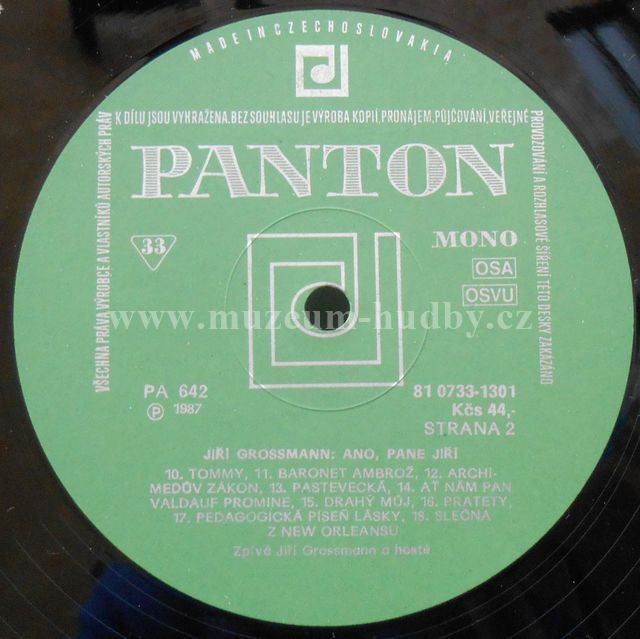 MADE IN CZECHOSLOVAKIA
VŠECHNA PRÁVA VÝROBCE A VLASTNÍKŮ AUTORSKÝCH PRÁV
K DÍLU JSOU VYHRAŽENA. BEZ SOUHLASU JE VÝROBA KOPIÍ, PRONÁJEM, PŮJČOVÁNÍ, VEŘEJNÉ
PROVOZOVÁNÍ A ROZHLASOVÉ ŠÍŘENÍ TÉTO DESKY ZAKÁZÁNO
PANTON
33
MONO
OSA
OSVU
www.muzeum-hudby.cz
PA 642
81 0733-1301
Ⓟ 1987
Kčs 44,-
STRANA 2
JIŘÍ GROSSMANN: ANO, PANE JIŘÍ
10. TOMMY, 11. BARONET AMBROŽ, 12. ARCHI-
MEDŮV ZÁKON, 13. PASTEVECKÁ, 14. AŤ NÁM PAN
VALDAUF PROMINE, 15. DRAHÝ MŮJ, 16. PRATETY,
17. PEDAGOGICKÁ PÍSEŇ LÁSKY, 18. SLEČNA
Z NEW ORLEANSU
Zpívá Jiří Grossmann a hosté